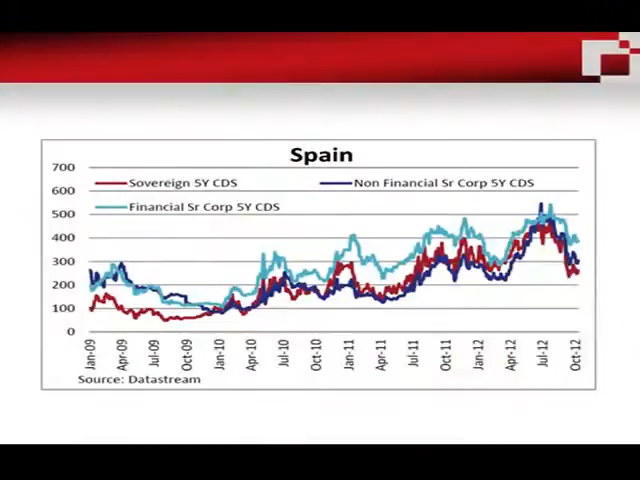 Spain
700
600
500
400
300
200
100
0
Sovereign 5Y CDS
Non Financial Sr Corp 5Y CDS
Financial Sr Corp 5Y CDS
Jan-09
Apr-09
Jul-09
Oct-09
Jan-10
Apr-10
Jul-10
Oct-10
Jan-11
Apr-11
Jul-11
Oct-11
Jan-12
Apr-12
Jul-12
Oct-12
Source: Datastream